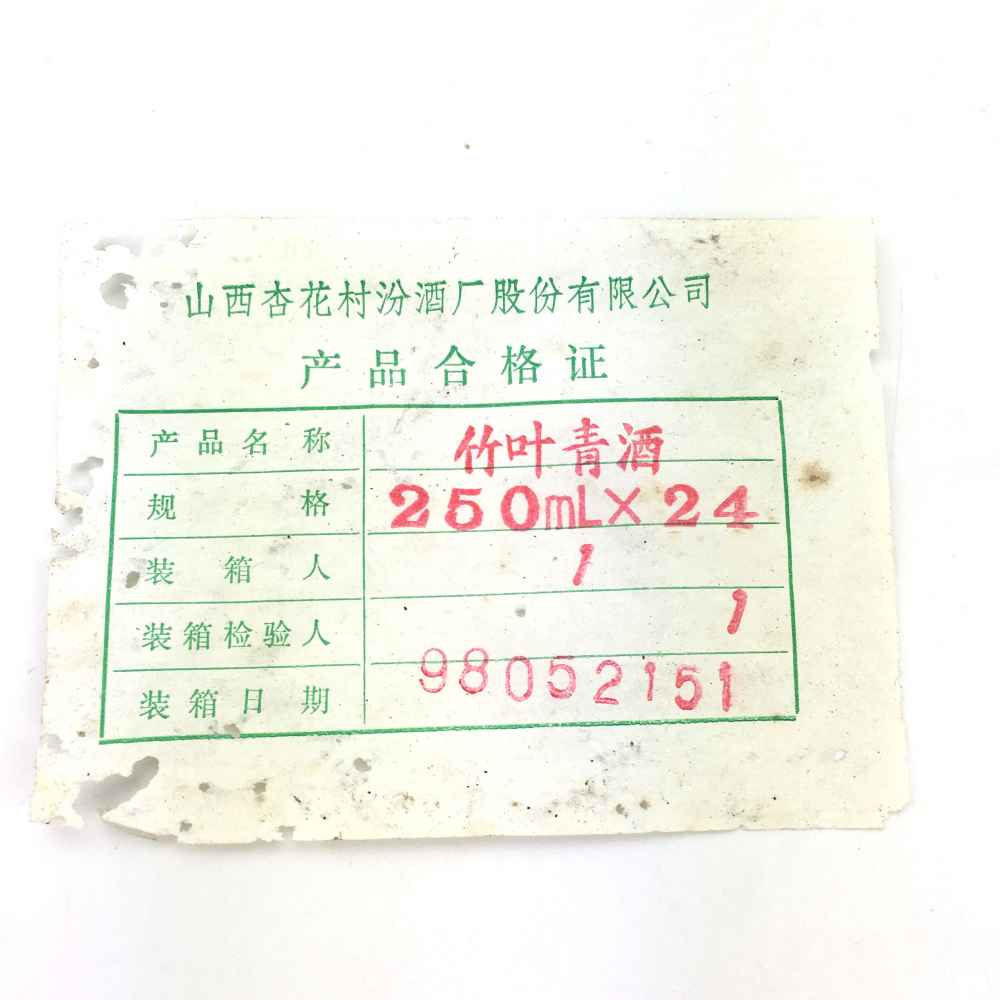 山西杏花村汾酒厂股份有限公司
产品合格证
产品名称 竹叶青酒
规格 250mL×24
装箱人 1
装箱检验人 1
装箱日期 98052151